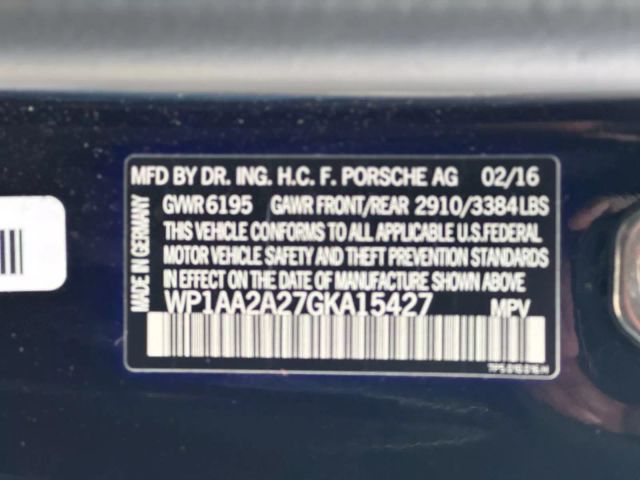 MFD BY DR. ING. H.C. F. PORSCHE AG 02/16
GVWR 6195 GAWR FRONT/REAR 2910/3384 LBS
THIS VEHICLE CONFORMS TO ALL APPLICABLE U.S.FEDERAL
MOTOR VEHICLE SAFETY AND THEFT PREVENTION STANDARDS
IN EFFECT ON THE DATE OF MANUFACTURE SHOWN ABOVE
WP1AA2A27GKA15427 MPV
MADE IN GERMANY